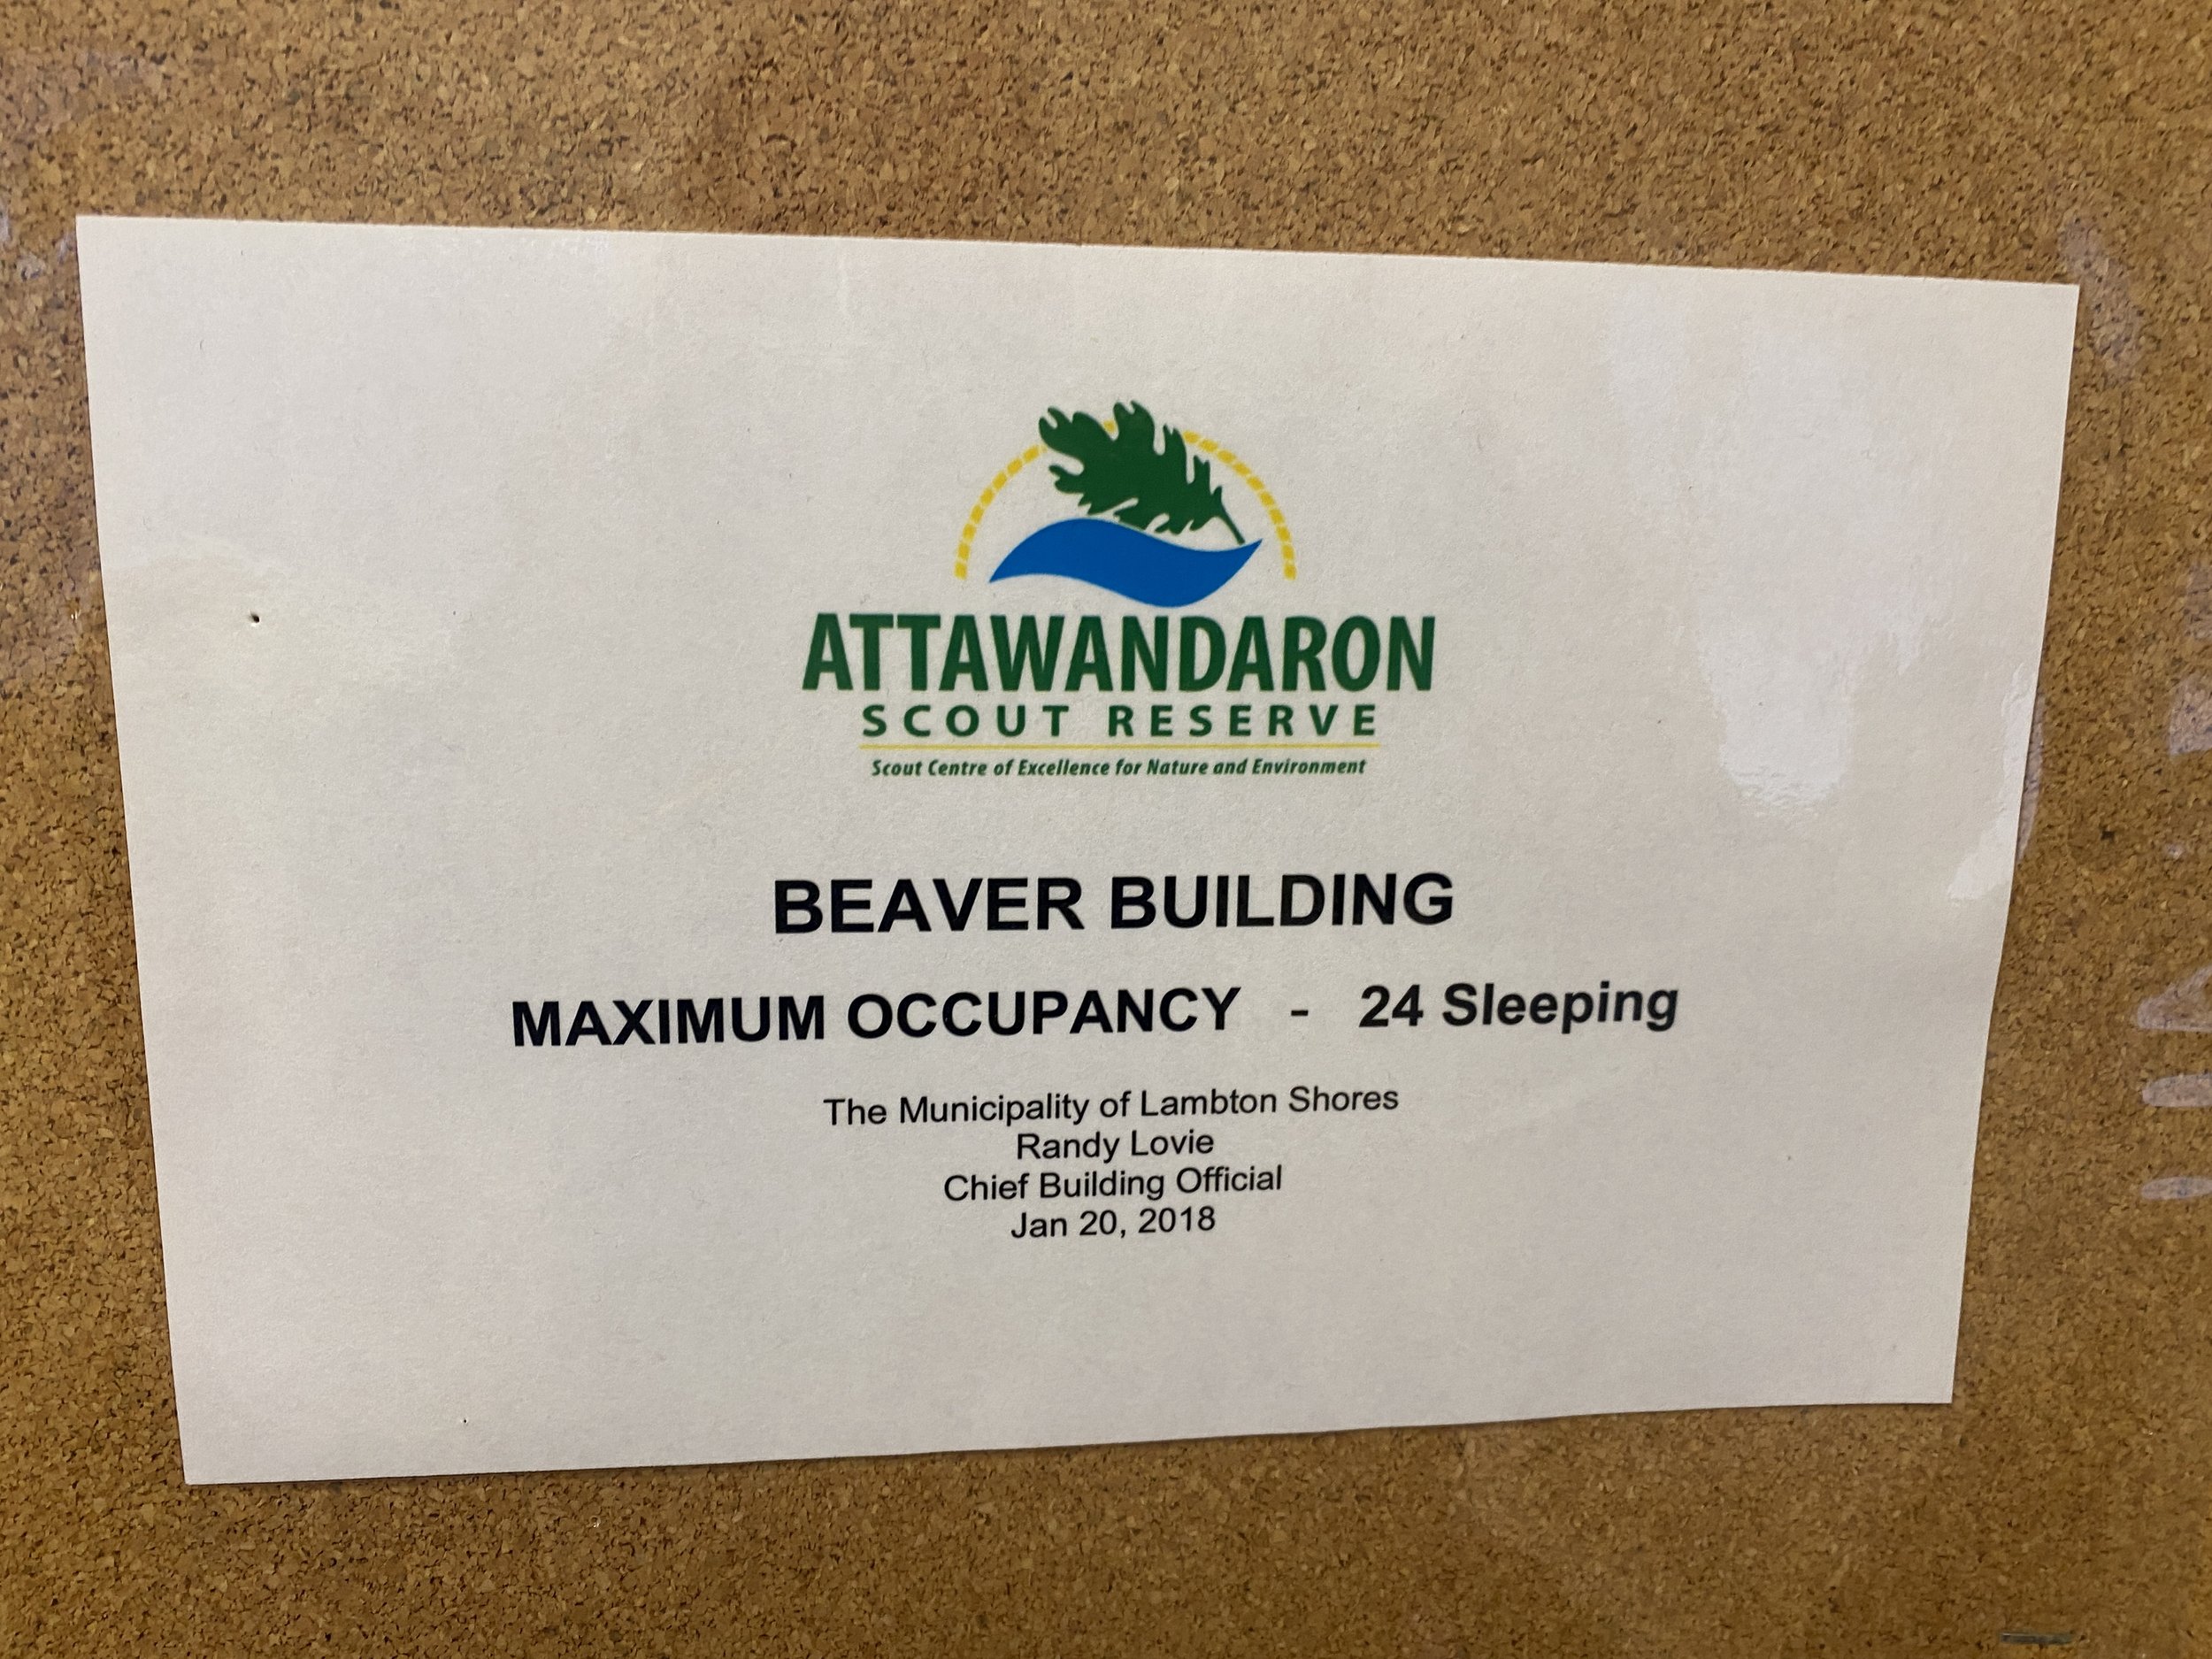 ATTAWANDARON
SCOUT RESERVE
Scout Centre of Excellence for Nature and Environment
BEAVER BUILDING
MAXIMUM OCCUPANCY - 24 Sleeping
The Municipality of Lambton Shores
Randy Lovie
Chief Building Official
Jan 20, 2018